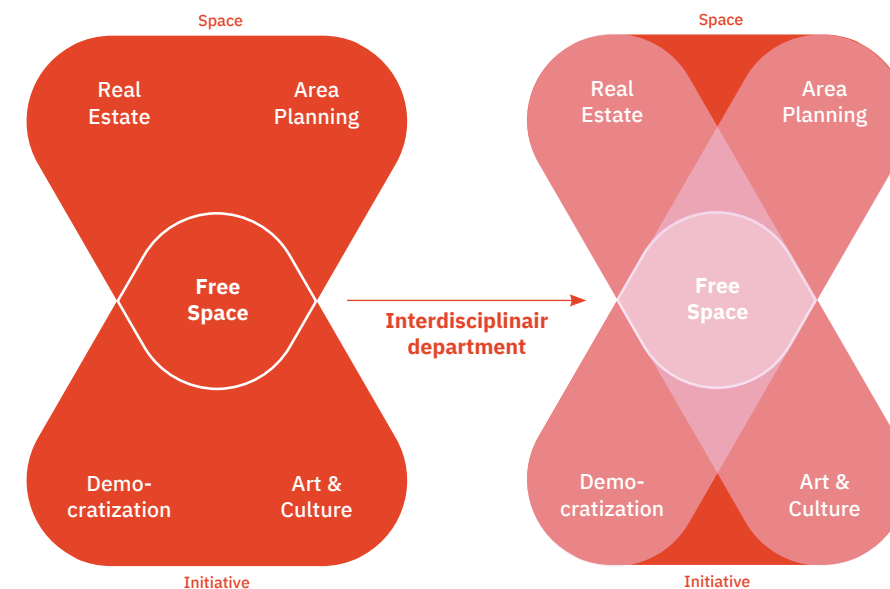 Space
Real
Estate
Area
Planning
Free
Space
Demo-
cratization
Art &
Culture
Initiative
Interdisciplinair
department
Space
Real
Estate
Area
Planning
Free
Space
Demo-
cratization
Art &
Culture
Initiative